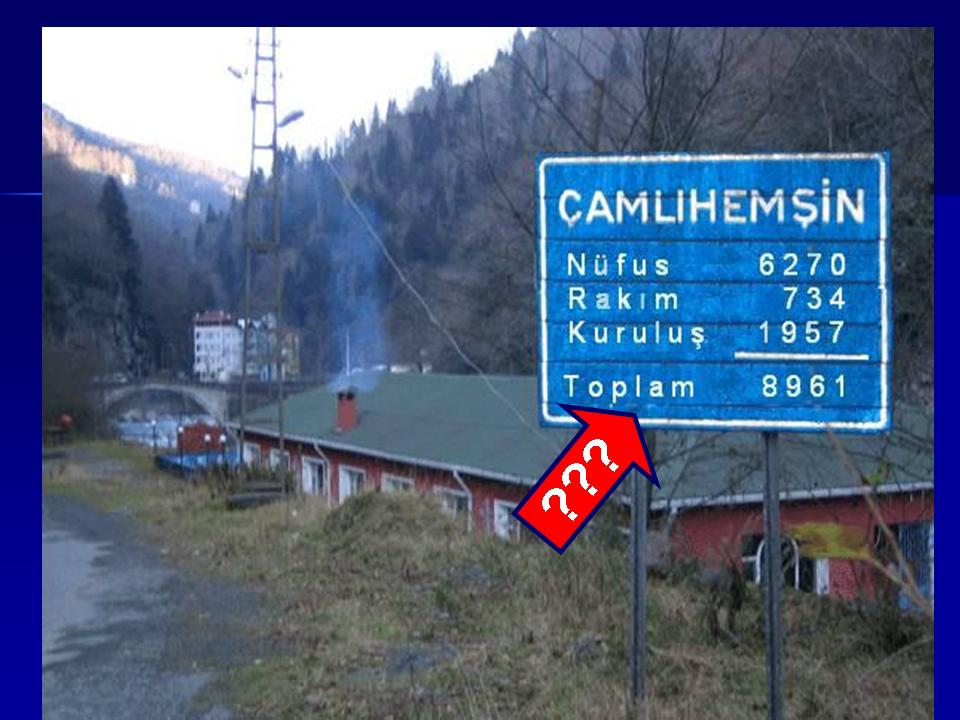 ÇAMLIHEMŞİN
Nüfus 6270
Rakım 734
Kuruluş 1957
Toplam 8961
???